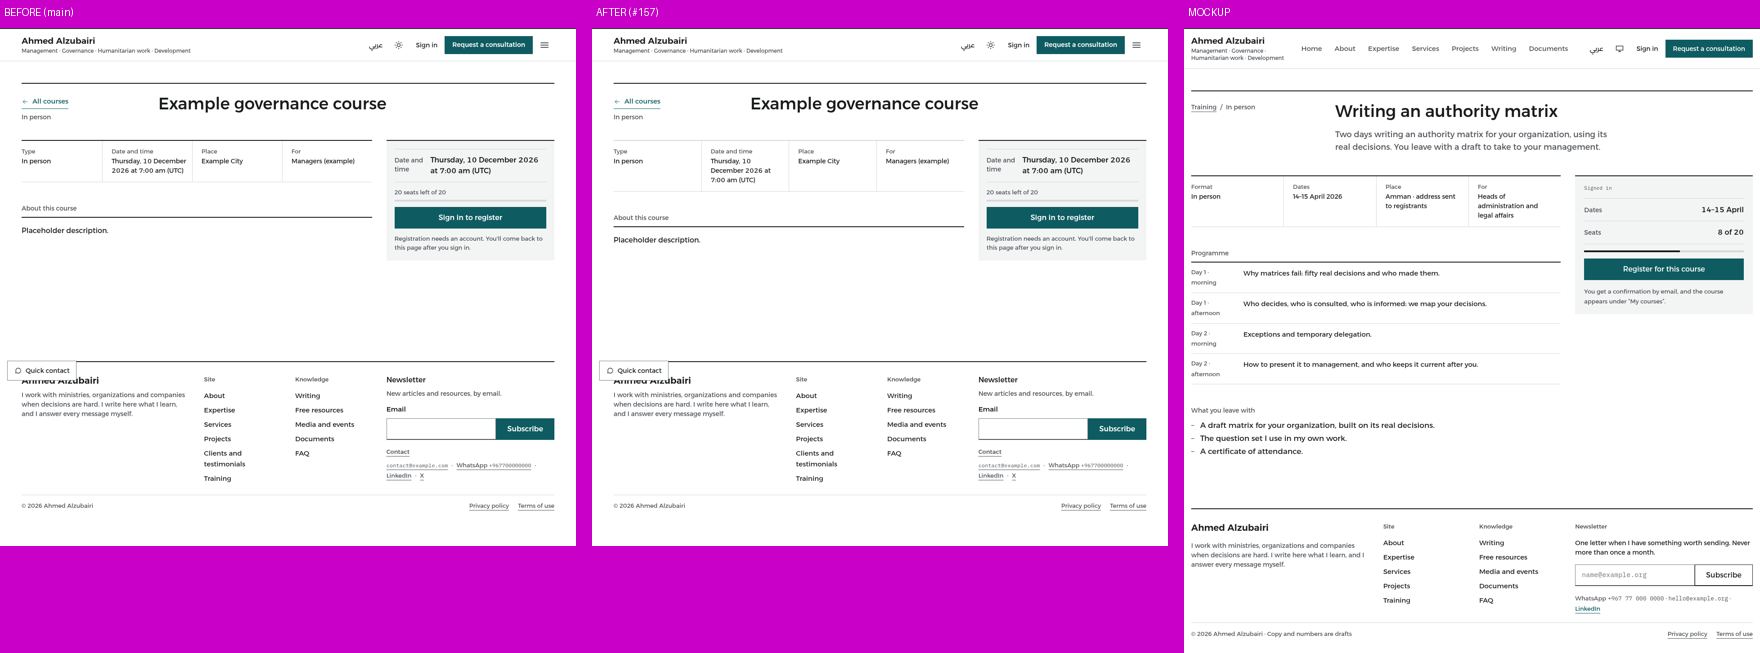 BEFORE (main)
Ahmed Alzubairi
Management · Governance · Humanitarian work · Development
عربي
Sign in
Request a consultation
← All courses
In person
Example governance course
Type
In person
Date and time
Thursday, 10 December
2026 at 7:00 am (UTC)
Place
Example City
For
Managers (example)
Date and
time
Thursday, 10 December 2026
at 7:00 am (UTC)
20 seats left of 20
Sign in to register
Registration needs an account. You'll come back to
this page after you sign in.
About this course
Placeholder description.
Quick contact
Ahmed Alzubairi
I work with ministries, organizations and companies
when decisions are hard. I write here what I learn,
and I answer every message myself.
Site
About
Expertise
Services
Projects
Clients and
testimonials
Training
Knowledge
Writing
Free resources
Media and events
Documents
FAQ
Newsletter
New articles and resources, by email.
Email
Subscribe
Contact
contact@example.com · WhatsApp +967700000000 ·
LinkedIn · X
© 2026 Ahmed Alzubairi
Privacy policy
Terms of use
AFTER (#157)
Ahmed Alzubairi
Management · Governance · Humanitarian work · Development
عربي
Sign in
Request a consultation
← All courses
In person
Example governance course
Type
In person
Date and time
Thursday, 10
December 2026 at
7:00 am (UTC)
Place
Example City
For
Managers (example)
Date and
time
Thursday, 10 December 2026
at 7:00 am (UTC)
20 seats left of 20
Sign in to register
Registration needs an account. You'll come back to
this page after you sign in.
About this course
Placeholder description.
Quick contact
Ahmed Alzubairi
I work with ministries, organizations and companies
when decisions are hard. I write here what I learn,
and I answer every message myself.
Site
About
Expertise
Services
Projects
Clients and
testimonials
Training
Knowledge
Writing
Free resources
Media and events
Documents
FAQ
Newsletter
New articles and resources, by email.
Email
Subscribe
Contact
contact@example.com · WhatsApp +967700000000 ·
LinkedIn · X
© 2026 Ahmed Alzubairi
Privacy policy
Terms of use
MOCKUP
Ahmed Alzubairi
Management · Governance ·
Humanitarian work · Development
Home
About
Expertise
Services
Projects
Writing
Documents
عربي
Sign in
Request a consultation
Training / In person
Writing an authority matrix
Two days writing an authority matrix for your organization, using its
real decisions. You leave with a draft to take to your management.
Format
In person
Dates
14–15 April 2026
Place
Amman · address sent
to registrants
For
Heads of
administration and
legal affairs
Signed in
Dates
14–15 April
Seats
8 of 20
Register for this course
You get a confirmation by email, and the course
appears under "My courses".
Programme
Day 1 ·
morning
Why matrices fail: fifty real decisions and who made them.
Day 1 ·
afternoon
Who decides, who is consulted, who is informed: we map your decisions.
Day 2 ·
morning
Exceptions and temporary delegation.
Day 2 ·
afternoon
How to present it to management, and who keeps it current after you.
What you leave with
– A draft matrix for your organization, built on its real decisions.
– The question set I use in my own work.
– A certificate of attendance.
Ahmed Alzubairi
I work with ministries, organizations and companies
when decisions are hard. I write here what I learn, and I
answer every message myself.
Site
About
Expertise
Services
Projects
Training
Knowledge
Writing
Free resources
Media and events
Documents
FAQ
Newsletter
One letter when I have something worth sending. Never
more than once a month.
name@example.org
Subscribe
WhatsApp +967 77 000 0000 · hello@example.org ·
LinkedIn
© 2026 Ahmed Alzubairi · Copy and numbers are drafts
Privacy policy
Terms of use